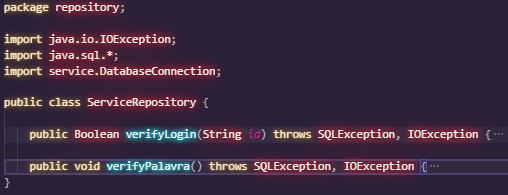 package repository;
import java.io.IOException;
import java.sql.*;
import service.DatabaseConnection;
public class ServiceRepository {
public Boolean verifyLogin(String id) throws SQLException, IOException {···
public void verifyPalavra() throws SQLException, IOException {···
}